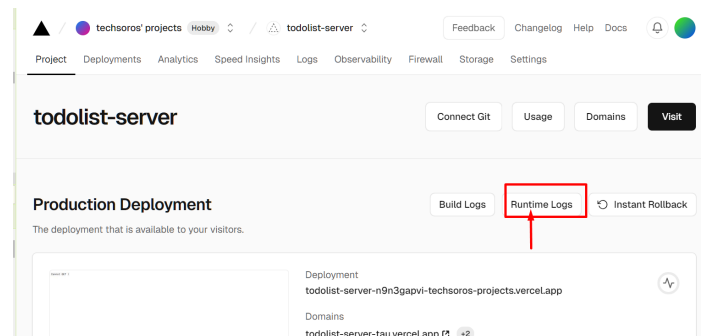 techsoros' projects Hobby todolist-server Feedback Changelog Help Docs
Project Deployments Analytics Speed Insights Logs Observability Firewall Storage Settings
todolist-server Connect Git Usage Domains Visit
Production Deployment Build Logs Runtime Logs Instant Rollback
The deployment that is available to your visitors.
Deployment
todolist-server-n9n3gapvi-techsoros-projects.vercel.app
Domains
todolist-server-tau.vercel.app +2